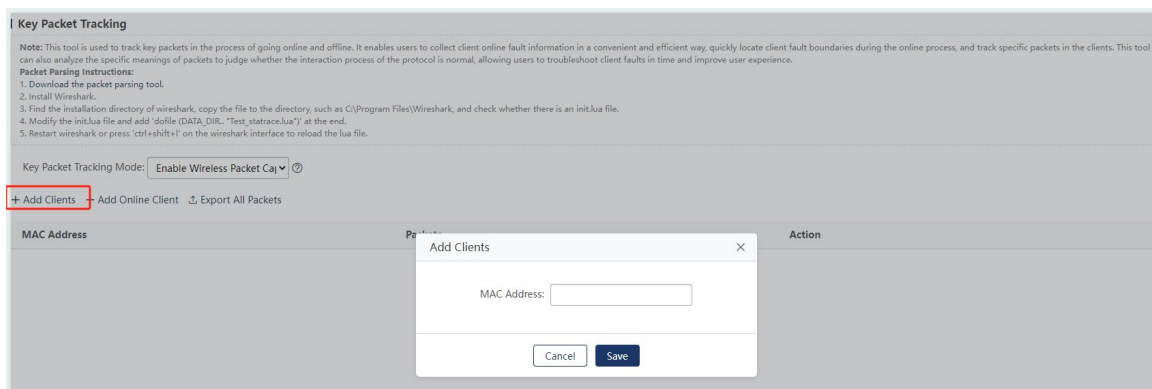 Key Packet Tracking
Note: This tool is used to track key packets in the process of going online and offline. It enables users to collect client online fault information in a convenient and efficient way, quickly locate client fault boundaries during the online process, and track specific packets in the clients. This tool
can also analyze the specific meanings of packets to judge whether the interaction process of the protocol is normal, allowing users to troubleshoot client faults in time and improve user experience.
Packet Parsing Instructions:
1. Download the packet parsing tool.
2. Install Wireshark.
3. Find the installation directory of wireshark, copy the file to the directory, such as C:\Program Files\Wireshark, and check whether there is an init.lua file.
4. Modify the init.lua file and add 'dofile (DATA_DIR.. "Test_statrace.lua")' at the end.
5. Restart wireshark or press 'ctrl+shift+l' on the wireshark interface to reload the lua file.
Key Packet Tracking Mode: Enable Wireless Packet Ca
+ Add Clients + Add Online Client Export All Packets
MAC Address Action
Add Clients
MAC Address:
Cancel Save